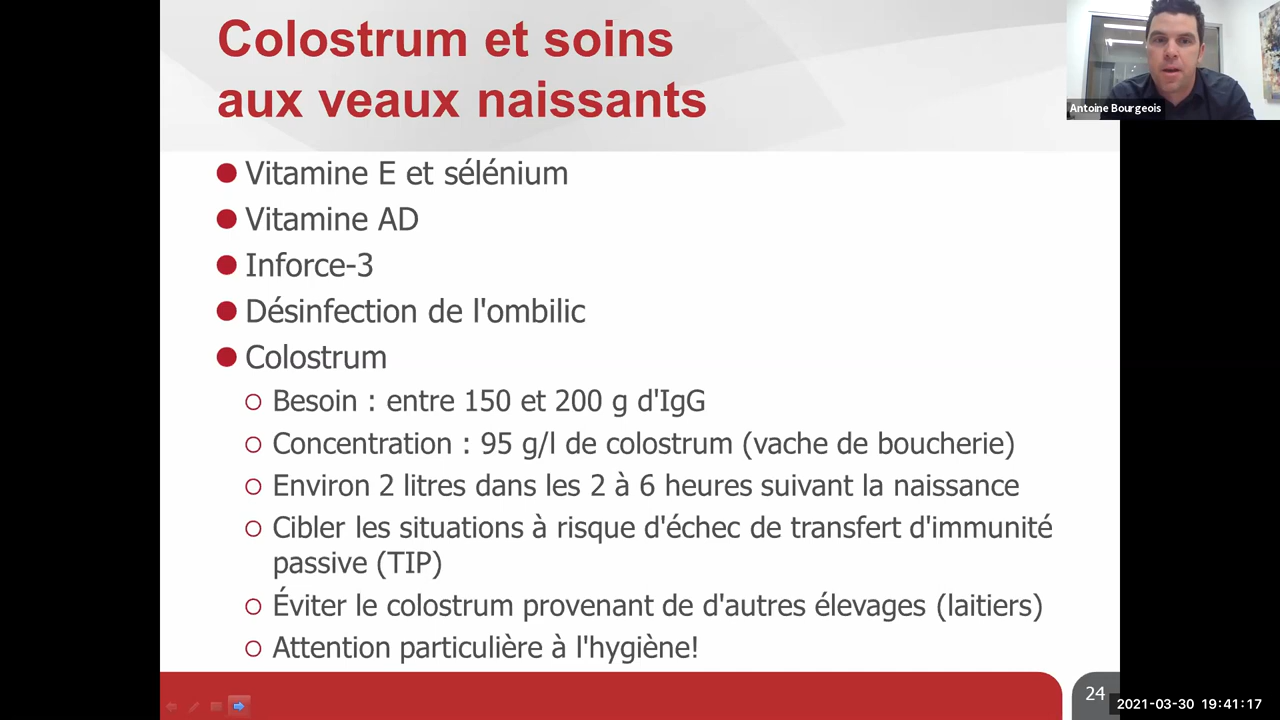 Colostrum et soins
aux veaux naissants
Antoine Bourgeois
Vitamine E et sélénium
Vitamine AD
Inforce-3
Désinfection de l'ombilic
Colostrum
Besoin : entre 150 et 200 g d'IgG
Concentration : 95 g/l de colostrum (vache de boucherie)
Environ 2 litres dans les 2 à 6 heures suivant la naissance
Cibler les situations à risque d'échec de transfert d'immunité
passive (TIP)
Éviter le colostrum provenant de d'autres élevages (laitiers)
Attention particulière à l'hygiène!
24
2021-03-30 19:41:17